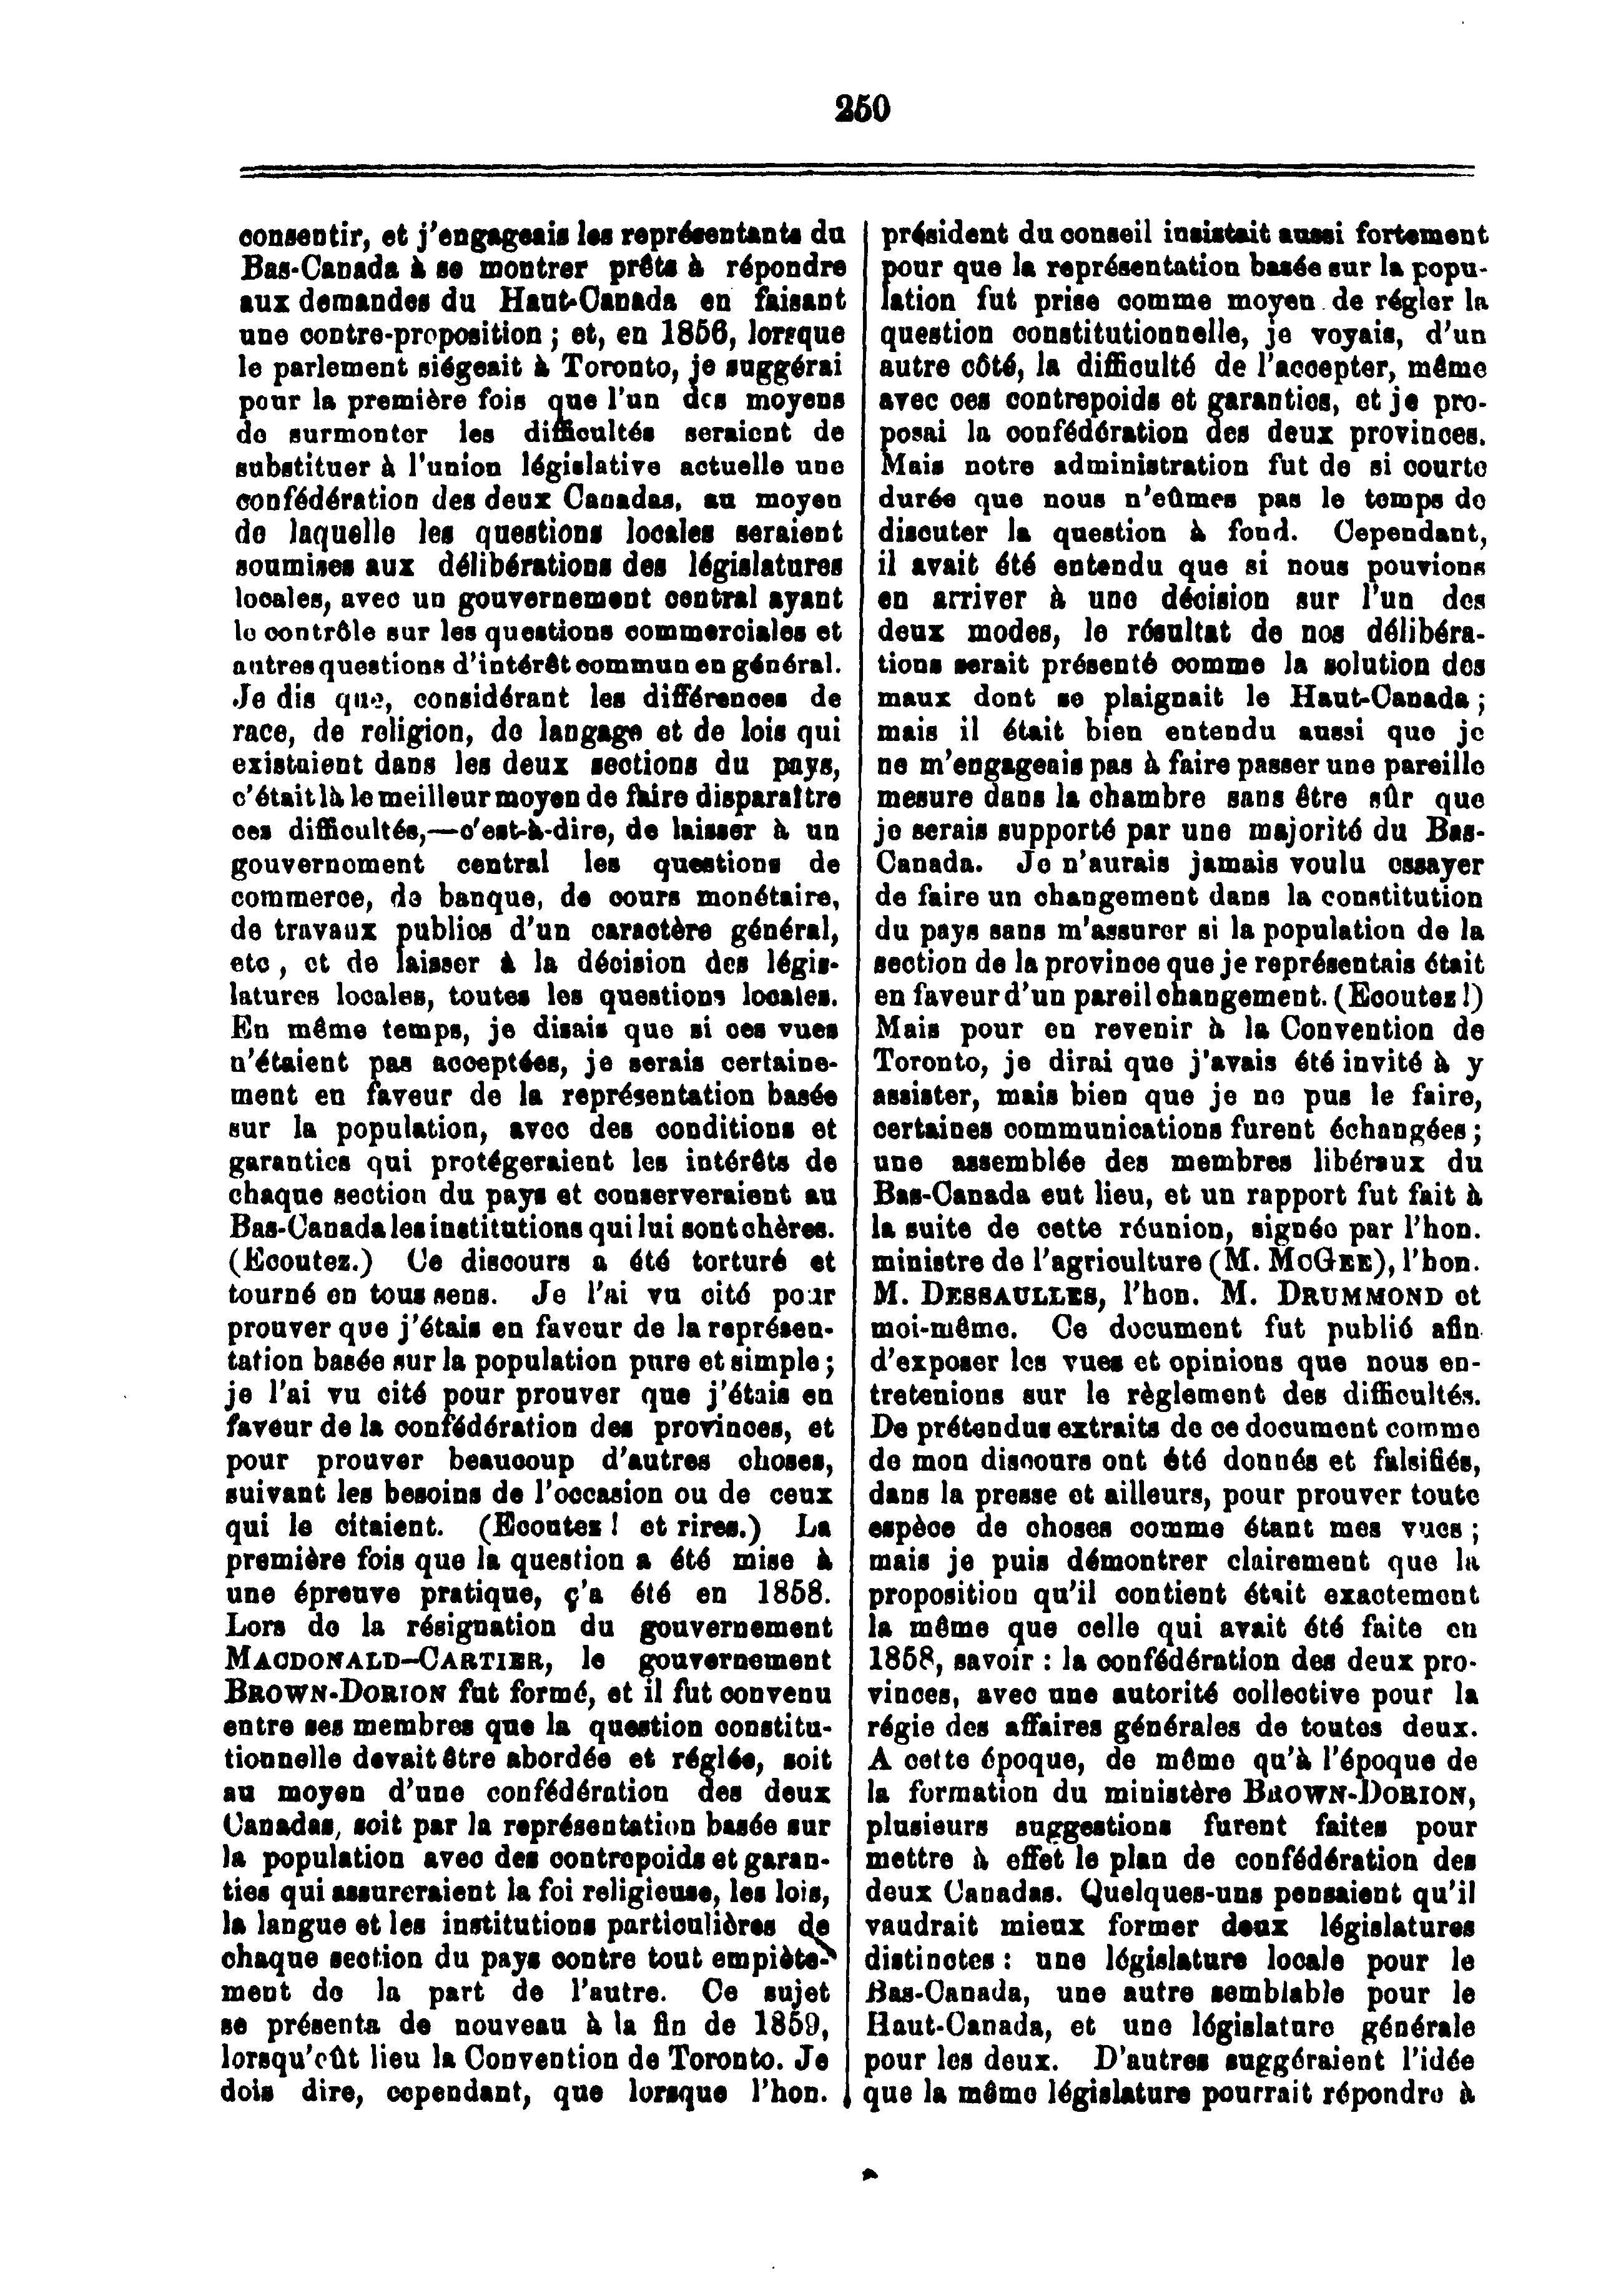 250
consentir, et j'engageais les représentants du
Bas-Canada à se montrer prêts à répondre
aux demandes du Haut-Canada en faisant
une contre-proposition ; et, en 1856, lorsque
le parlement siégeait à Toronto, je suggérai
pour la première fois que l'un des moyens
de surmonter les difficultés seraient de
substituer à l'union législative actuelle une
confédération des deux Canadas, au moyen
de laquelle les questions locales seraient
soumises aux délibérations des législatures
locales, avec un gouvernement central ayant
le contrôle sur les questions commerciales et
autres questions d'intérêt commun en général.
Je dis que, considérant les différences de
race, de religion, de langage et de lois qui
existaient dans les deux sections du pays,
c'était là le meilleur moyen de faire disparaître
ces difficultés,—c'est-à-dire, de laisser à un
gouvernement central les questions de
commerce, de banque, de cours monétaire,
de travaux publics d'un caractère général,
etc , et de laisser à la décision des légis-
latures locales, toutes les questions locales.
En même temps, je disais que si ces vues
n'étaient pas acceptées, je serais certaine-
ment en faveur de la représentation basée
sur la population, avec des conditions et
garanties qui protégeraient les intérêts de
chaque section du pays et conserveraient au
Bas-Canada les institutions qui lui sont chères.
(Ecoutez.) Ce discours a été torturé et
tourné en tous sens. Je l'ai vu cité pour
prouver que j'étais en faveur de la représen-
tation basée sur la population pure et simple ;
je l'ai vu cité pour prouver que j'étais en
faveur de la confédération des provinces, et
pour prouver beaucoup d'autres choses,
suivant les besoins de l'occasion ou de ceux
qui le citaient. (Ecoutez ! et rires.) La
première fois que la question a été mise à
une épreuve pratique, ç'a été en 1858.
Lors de la résignation du gouvernement
MACDONALD-CARTIER, le gouvernement
BROWN-DORION fut formé, et il fut convenu
entre ses membres que la question constitu-
tionnelle devait être abordée et réglée, soit
au moyen d'une confédération des deux
Canadas, soit par la représentation basée sur
la population avec des contrepoids et garan-
ties qui assureraient la foi religieuse, les lois,
la langue et les institutions particulières de
chaque section du pays contre tout empiète-
ment de la part de l'autre. Ce sujet
se présenta de nouveau à la fin de 1859,
lorsqu'eût lieu la Convention de Toronto. Je
dois dire, cependant, que lorsque l'hon.
président du conseil insistait aussi fortement
pour que la représentation basée sur la popu-
lation fut prise comme moyen de régler la
question constitutionnelle, je voyais, d'un
autre côté, la difficulté de l'accepter, même
avec ces contrepoids et garanties, et je pro-
posai la confédération des deux provinces.
Mais notre administration fut de si courte
durée que nous n'eûmes pas le temps de
discuter la question à fond. Cependant,
il avait été entendu que si nous pouvions
en arriver à une décision sur l'un des
deux modes, le résultat de nos délibéra-
tions serait présenté comme la solution des
maux dont se plaignait le Haut-Canada ;
mais il était bien entendu aussi que je
ne m'engageais pas à faire passer une pareille
mesure dans la chambre sans être sûr que
je serais supporté par une majorité du Bas-
Canada. Je n'aurais jamais voulu essayer
de faire un changement dans la constitution
du pays sans m'assurer si la population de la
section de la province que je représentais était
en faveur d'un pareil changement. (Ecoutez !)
Mais pour en revenir à la Convention de
Toronto, je dirai que j'avais été invité à y
assister, mais bien que je ne pus le faire,
certaines communications furent échangées ;
une assemblée des membres libéraux du
Bas-Canada eut lieu, et un rapport fut fait à
la suite de cette réunion, signée par l'hon.
ministre de l'agriculture (M. MCGEE), l'hon.
M. DESSAULLES, l'hon. M. DRUMMOND et
moi-même. Ce document fut publié afin
d'exposer les vues et opinions que nous en-
tretenions sur le règlement des difficultés.
De prétendus extraits de ce document comme
de mon discours ont été donnés et falsifiés,
dans la presse et ailleurs, pour prouver toute
espèce de choses comme étant mes vues ;
mais je puis démontrer clairement que la
proposition qu'il contient était exactement
la même que celle qui avait été faite en
1858, savoir : la confédération des deux pro-
vinces, avec une autorité collective pour la
régie des affaires générales de toutes deux.
A cette époque, de même qu'à l'époque de
la formation du ministère BROWN-DORION,
plusieurs suggestions furent faites pour
mettre à effet le plan de confédération des
deux Canadas. Quelques-uns pensaient qu'il
vaudrait mieux former deux législatures
distinctes : une législature locale pour le
Bas-Canada, une autre semblable pour le
Haut-Canada, et une législature générale
pour les deux. D'autres suggéraient l'idée
que la même législature pourrait répondre à